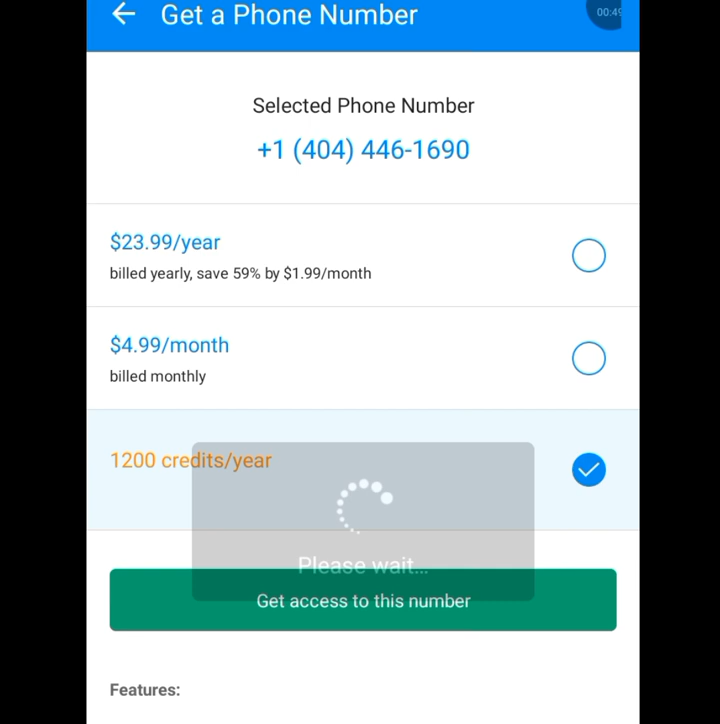 Get a Phone Number
00:49
Selected Phone Number
+1 (404) 446-1690
$23.99/year
billed yearly, save 59% by $1.99/month
$4.99/month
billed monthly
1200 credits/year
Please wait...
Get access to this number
Features: